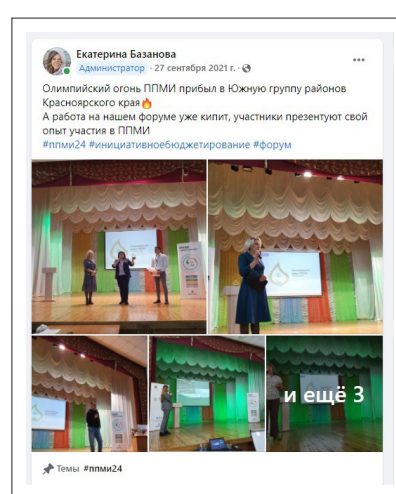 Екатерина Базанова
Администратор · 27 сентября 2021 г. ·
Олимпийский огонь ППМИ прибыл в Южную группу районов
Красноярского края🔥
А работа на нашем форуме уже кипит, участники презентуют свой
опыт участия в ППМИ
#ппми24 #инициативноебюджетирование #форум
и ещё 3
Темы #ппми24